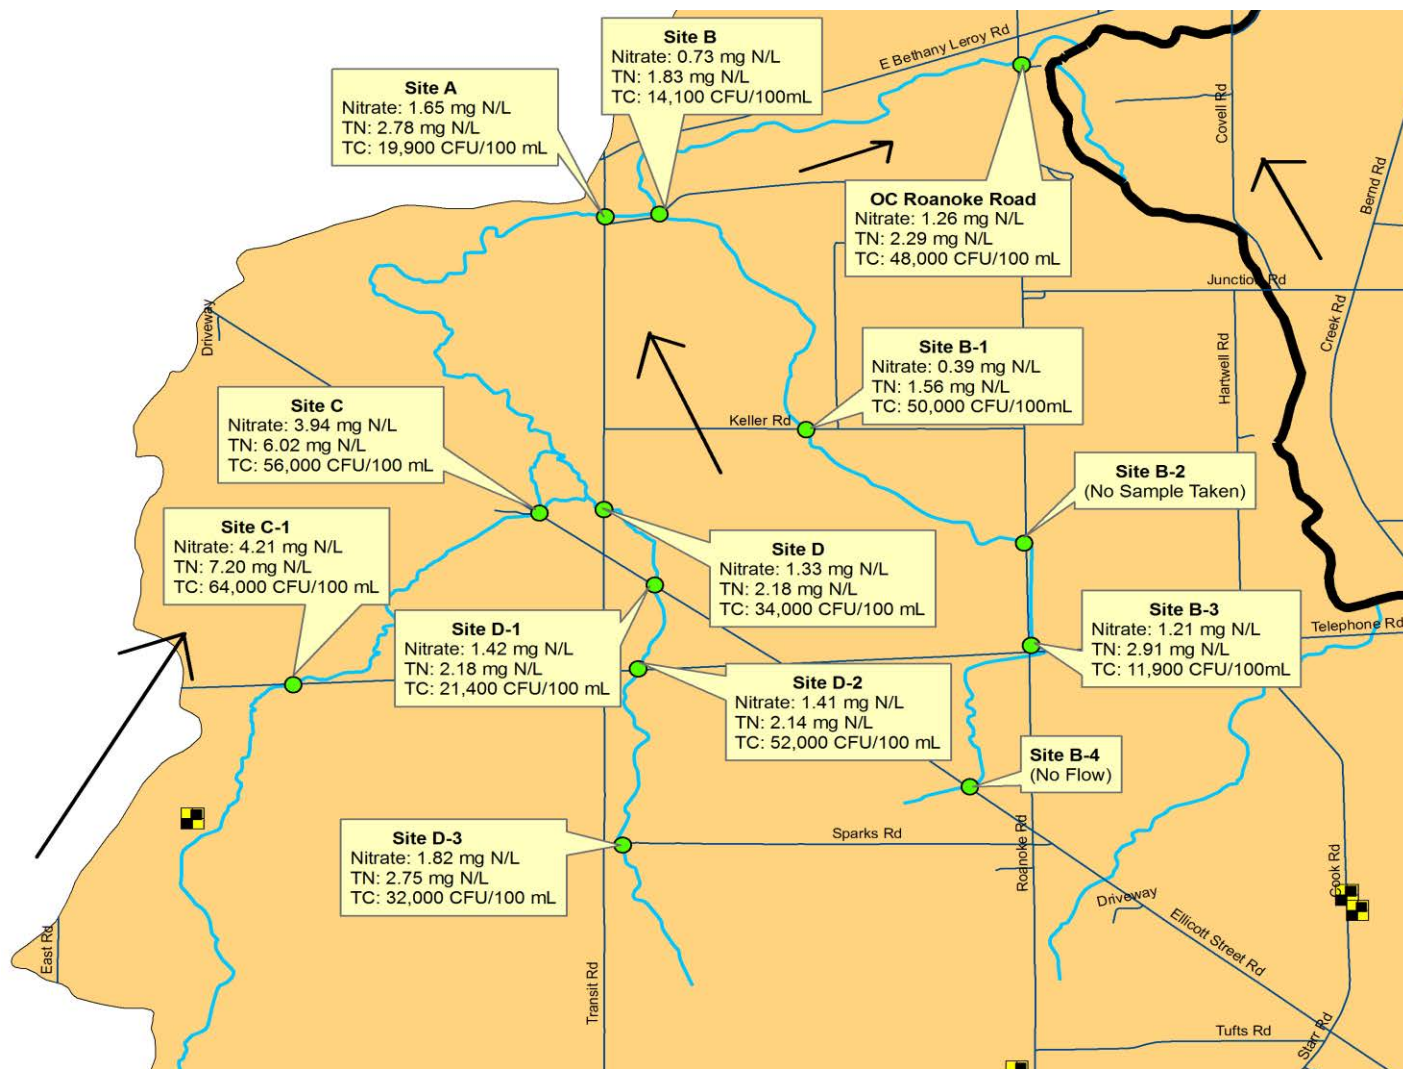 Site B
Nitrate: 0.73 mg N/L
TN: 1.83 mg N/L
TC: 14,100 CFU/100mL
E Bethany Leroy Rd
Site A
Nitrate: 1.65 mg N/L
TN: 2.78 mg N/L
TC: 19,900 CFU/100 mL
Covell Rd
Bernd Rd
OC Roanoke Road
Nitrate: 1.26 mg N/L
TN: 2.29 mg N/L
TC: 48,000 CFU/100 mL
Junction Rd
Driveway
Creek Rd
Hartwell Rd
Site B-1
Nitrate: 0.39 mg N/L
TN: 1.56 mg N/L
TC: 50,000 CFU/100mL
Keller Rd
Site C
Nitrate: 3.94 mg N/L
TN: 6.02 mg N/L
TC: 56,000 CFU/100 mL
Site B-2
(No Sample Taken)
Site C-1
Nitrate: 4.21 mg N/L
TN: 7.20 mg N/L
TC: 64,000 CFU/100 mL
Site D
Nitrate: 1.33 mg N/L
TN: 2.18 mg N/L
TC: 34,000 CFU/100 mL
Site B-3
Nitrate: 1.21 mg N/L
TN: 2.91 mg N/L
TC: 11,900 CFU/100mL
Telephone Rd
Site D-1
Nitrate: 1.42 mg N/L
TN: 2.18 mg N/L
TC: 21,400 CFU/100 mL
Site D-2
Nitrate: 1.41 mg N/L
TN: 2.14 mg N/L
TC: 52,000 CFU/100 mL
Site B-4
(No Flow)
Site D-3
Nitrate: 1.82 mg N/L
TN: 2.75 mg N/L
TC: 32,000 CFU/100 mL
Sparks Rd
Roanoke Rd
Cook Rd
Driveway
Ellicott Street Rd
East Rd
Transit Rd
Tufts Rd
Starr Rd